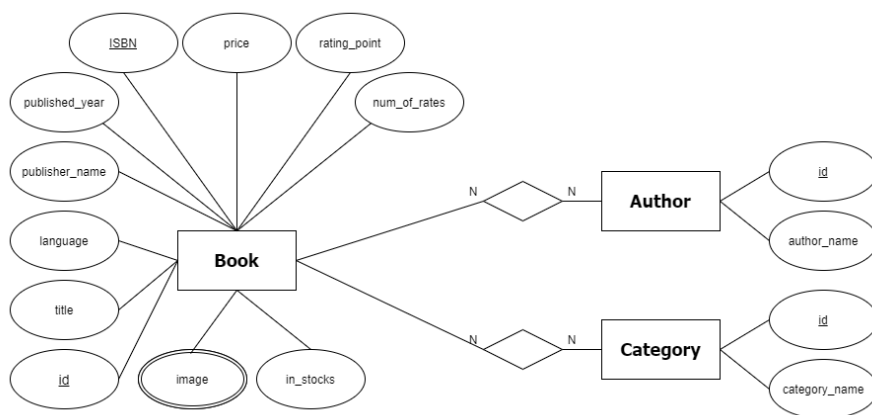 ISBN
price
rating_point
published_year
num_of_rates
publisher_name
N
N
Author
id
language
Book
author_name
title
N
N
Category
id
id
image
in_stocks
category_name